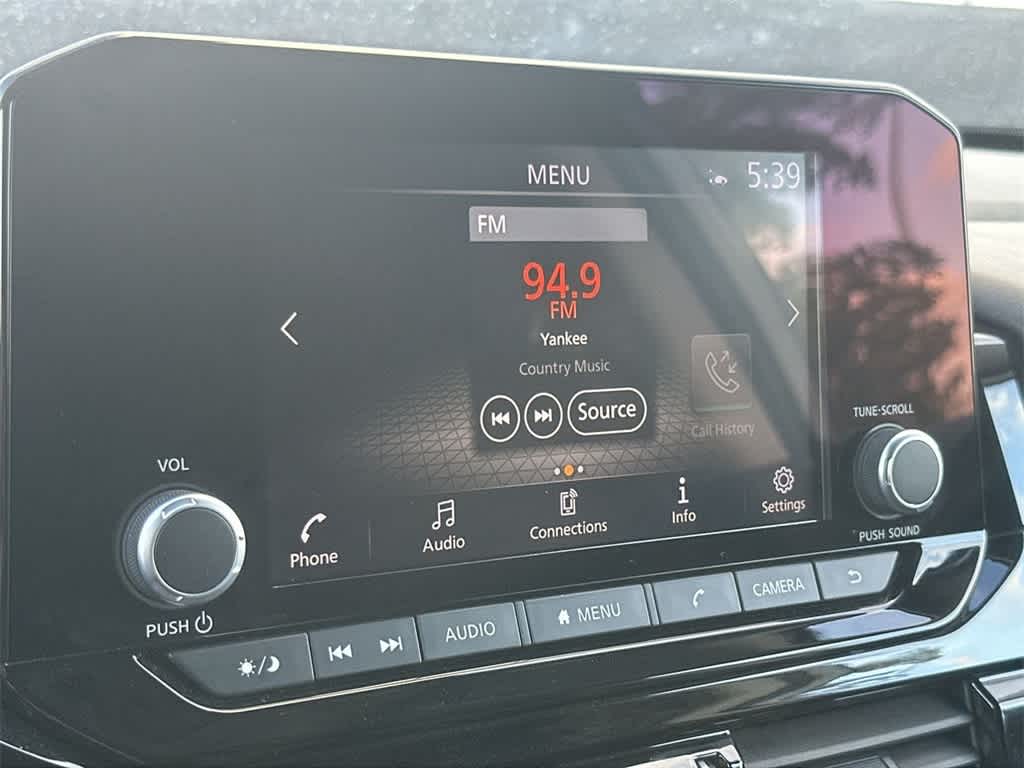 MENU
5:39
FM
94.9
FM
Yankee
Country Music
Source
Call History
Phone
Audio
Connections
Info
Settings
VOL
PUSH
TUNE·SCROLL
PUSH SOUND
AUDIO
MENU
CAMERA